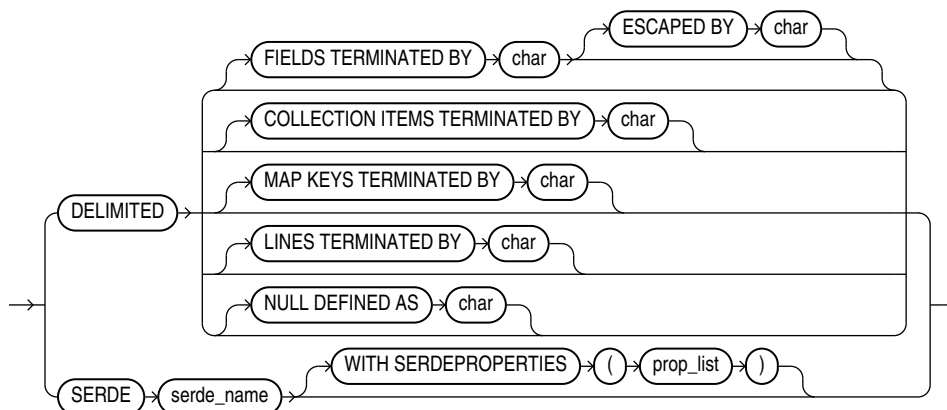 ESCAPED BY char
FIELDS TERMINATED BY char
COLLECTION ITEMS TERMINATED BY char
MAP KEYS TERMINATED BY char
DELIMITED
LINES TERMINATED BY char
NULL DEFINED AS char
WITH SERDEPROPERTIES ( prop_list )
SERDE serde_name